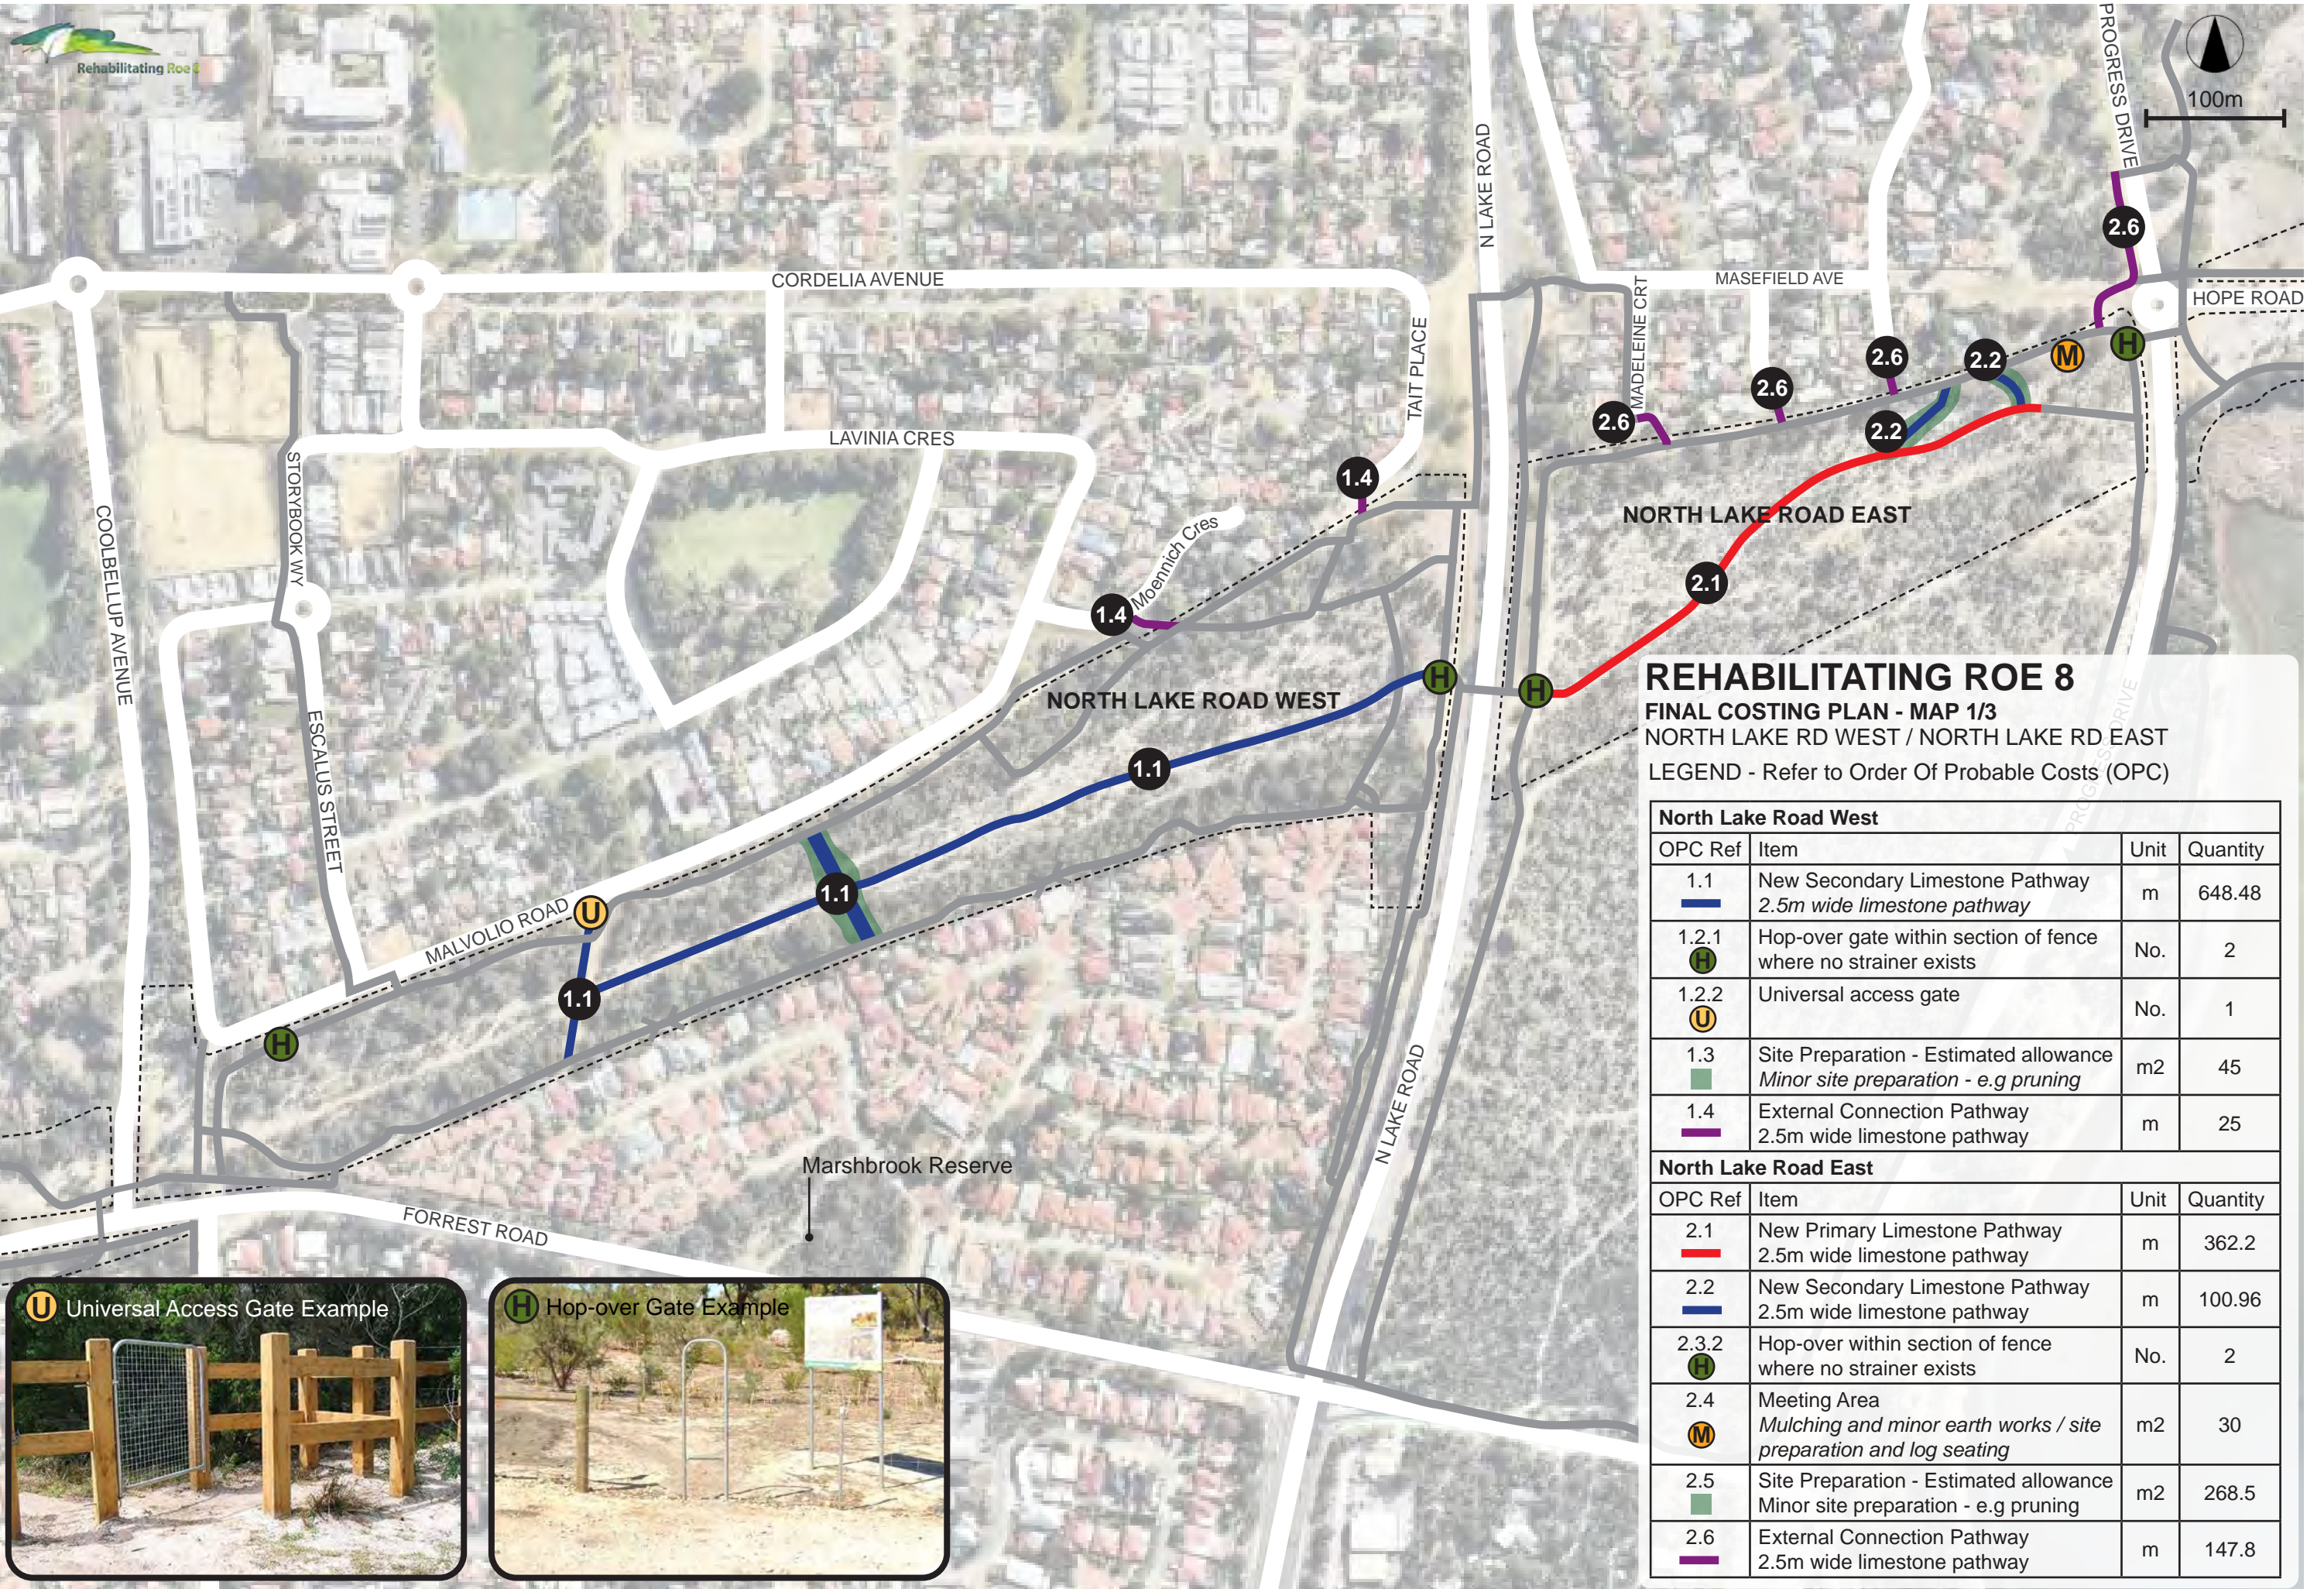 Rehabilitating Roe 8
PROGRESS DRIVE
100m
N LAKE ROAD
CORDELIA AVENUE
MASEFIELD AVE
HOPE ROAD
MADELEINE CRT
TAIT PLACE
2.6
2.6
2.6
2.6
2.2
2.2
M
H
LAVINIA CRES
STORYBOOK WY
COOLBELLUP AVENUE
1.4
Moennich Cres
1.4
NORTH LAKE ROAD EAST
2.1
NORTH LAKE ROAD WEST
H
H
ESCALUS STREET
1.1
1.1
1.1
U
MALVOLIO ROAD
H
N LAKE ROAD
Marshbrook Reserve
FORREST ROAD
PROGRESS DRIVE
REHABILITATING ROE 8
FINAL COSTING PLAN - MAP 1/3
NORTH LAKE RD WEST / NORTH LAKE RD EAST
LEGEND - Refer to Order Of Probable Costs (OPC)
North Lake Road West
OPC Ref Item Unit Quantity
1.1 New Secondary Limestone Pathway
2.5m wide limestone pathway m 648.48
1.2.1 Hop-over gate within section of fence
H where no strainer exists No. 2
1.2.2 Universal access gate
U No. 1
1.3 Site Preparation - Estimated allowance
Minor site preparation - e.g pruning m2 45
1.4 External Connection Pathway
2.5m wide limestone pathway m 25
North Lake Road East
OPC Ref Item Unit Quantity
2.1 New Primary Limestone Pathway
2.5m wide limestone pathway m 362.2
2.2 New Secondary Limestone Pathway
2.5m wide limestone pathway m 100.96
2.3.2 Hop-over within section of fence
H where no strainer exists No. 2
2.4 Meeting Area
M Mulching and minor earth works / site m2 30
preparation and log seating
2.5 Site Preparation - Estimated allowance
Minor site preparation - e.g pruning m2 268.5
2.6 External Connection Pathway
2.5m wide limestone pathway m 147.8
U Universal Access Gate Example
H Hop-over Gate Example